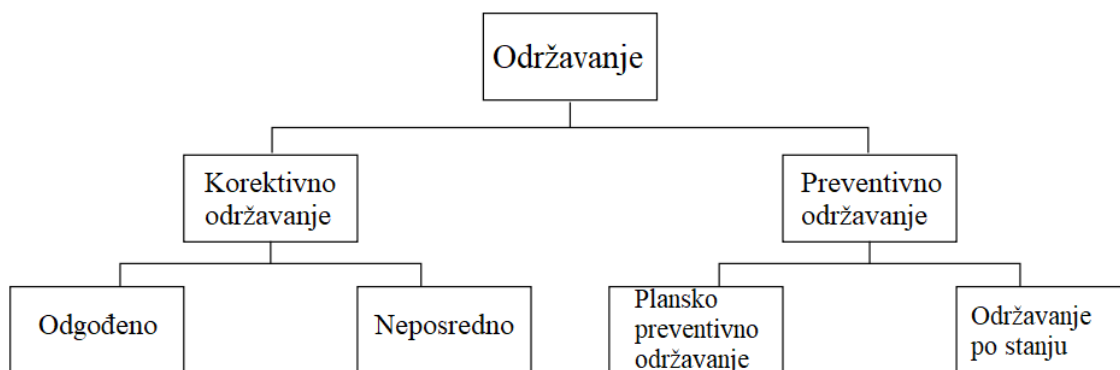 Održavanje
Korektivno
održavanje
Preventivno
održavanje
Odgođeno
Neposredno
Plansko
preventivno
održavanje
Održavanje
po stanju